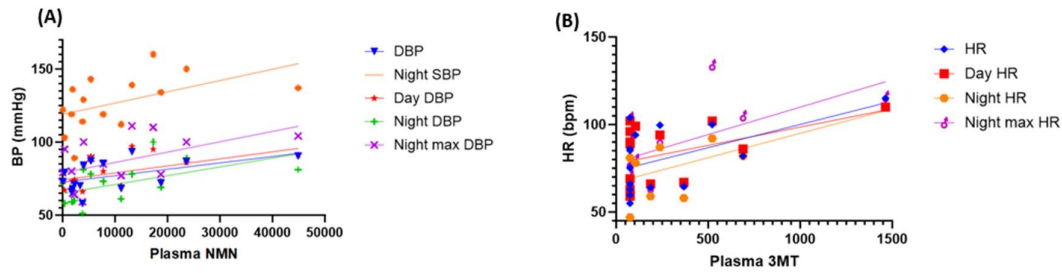 (A)
BP (mmHg)
150
100
50
0
10000
20000
30000
40000
50000
Plasma NMN
DBP
Night SBP
Day DBP
Night DBP
Night max DBP
(B)
HR (bpm)
150
100
50
0
500
1000
1500
Plasma 3MT
HR
Day HR
Night HR
Night max HR